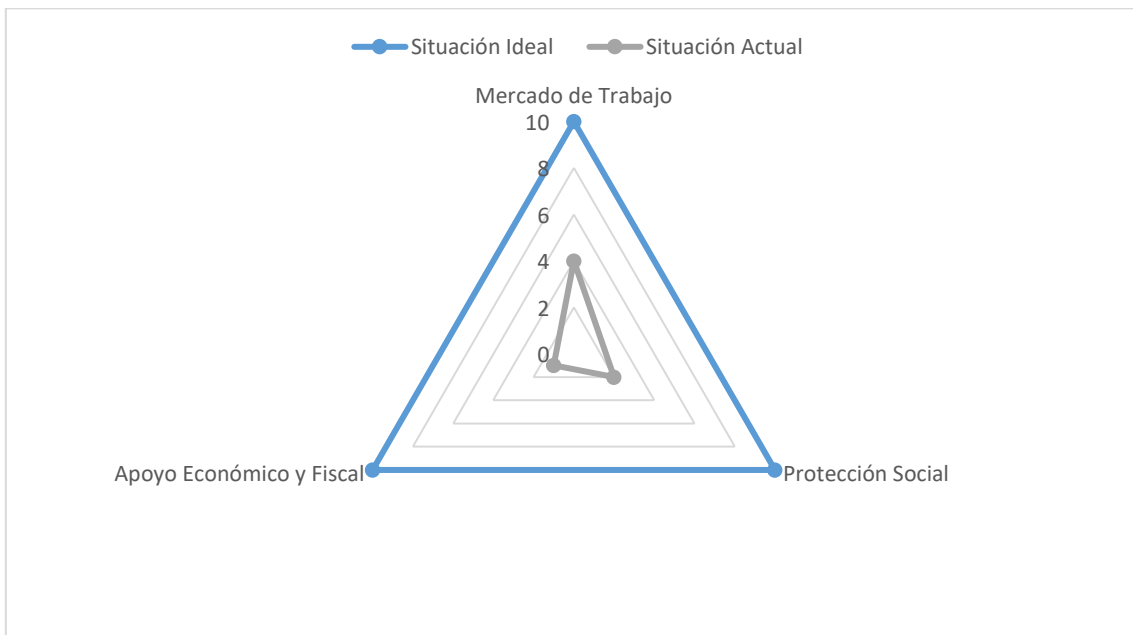 Situación Ideal Situación Actual
Mercado de Trabajo
10
8
6
4
2
0
Apoyo Económico y Fiscal
Protección Social